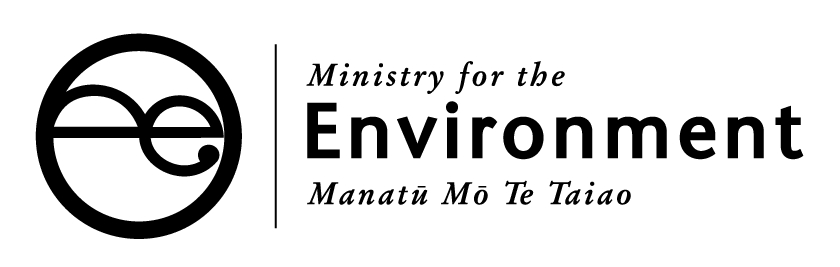 Ministry for the
Environment
Manatū Mō Te Taiao